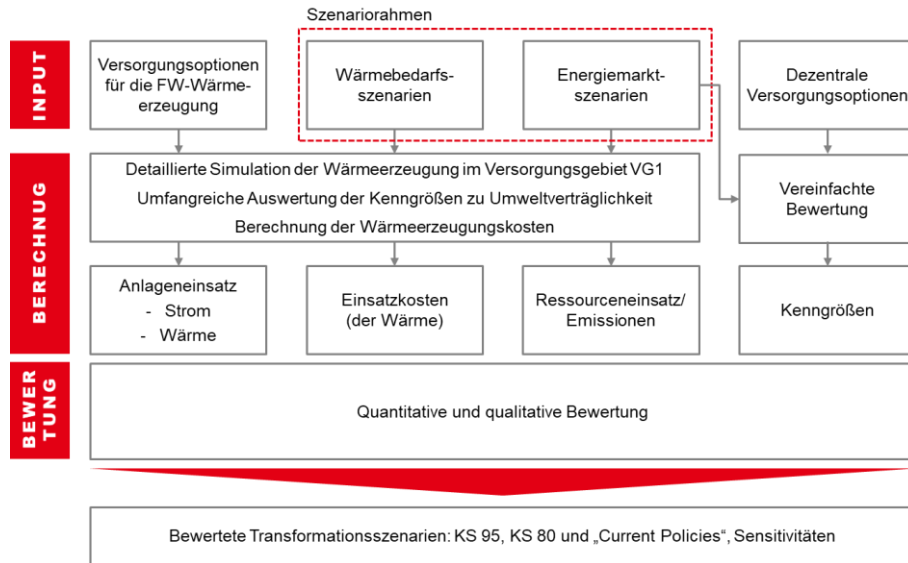 Szenariorahmen
INPUT
Versorgungsoptionen
für die FW-Wärme-
erzeugung
Wärmebedarfs-
szenarien
Energiemarkt-
szenarien
Dezentrale
Versorgungsoptionen
BERECHNUG
Detaillierte Simulation der Wärmeerzeugung im Versorgungsgebiet VG1
Umfangreiche Auswertung der Kenngrößen zu Umweltverträglichkeit
Berechnung der Wärmeerzeugungskosten
Vereinfachte
Bewertung
Anlageneinsatz
- Strom
- Wärme
Einsatzkosten
(der Wärme)
Ressourceneinsatz/
Emissionen
Kenngrößen
BEWER
TUNG
Quantitative und qualitative Bewertung
Bewertete Transformationsszenarien: KS 95, KS 80 und „Current Policies“, Sensitivitäten